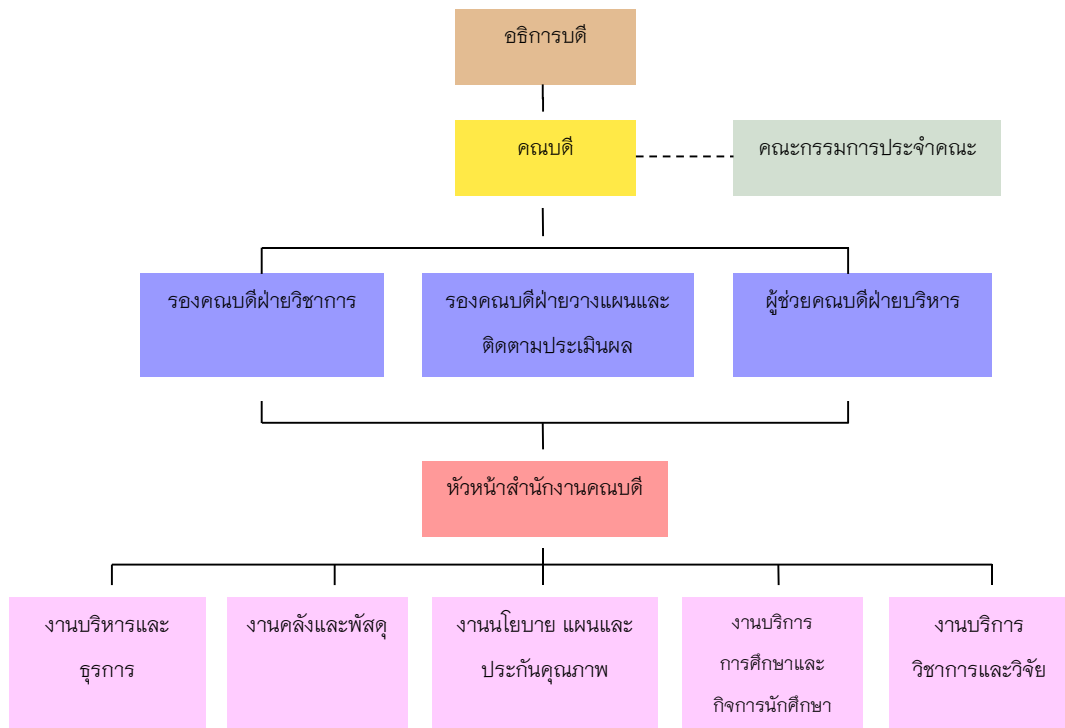 อธิการบดี
คณบดี
คณะกรรมการประจำคณะ
รองคณบดีฝ่ายวิชาการ
รองคณบดีฝ่ายวางแผนและ
ติดตามประเมินผล
ผู้ช่วยคณบดีฝ่ายบริหาร
หัวหน้าสำนักงานคณบดี
งานบริหารและ
ธุรการ
งานคลังและพัสดุ
งานนโยบาย แผนและ
ประกันคุณภาพ
งานบริการ
การศึกษาและ
กิจการนักศึกษา
งานบริการ
วิชาการและวิจัย